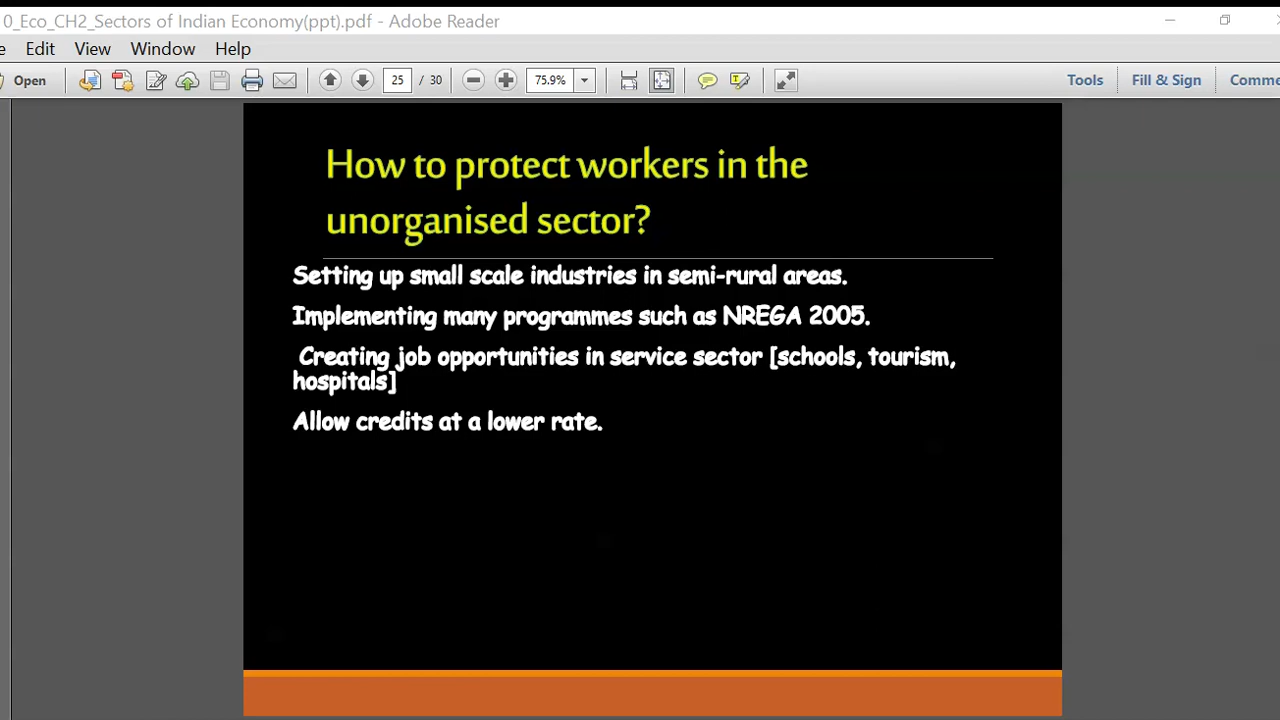 0_Eco_CH2_Sectors of Indian Economy(ppt).pdf - Adobe Reader
e Edit View Window Help
Open 25 / 30 75.9% Tools Fill & Sign Comme
How to protect workers in the
unorganised sector?
Setting up small scale industries in semi-rural areas.
Implementing many programmes such as NREGA 2005.
Creating job opportunities in service sector [schools, tourism,
hospitals]
Allow credits at a lower rate.